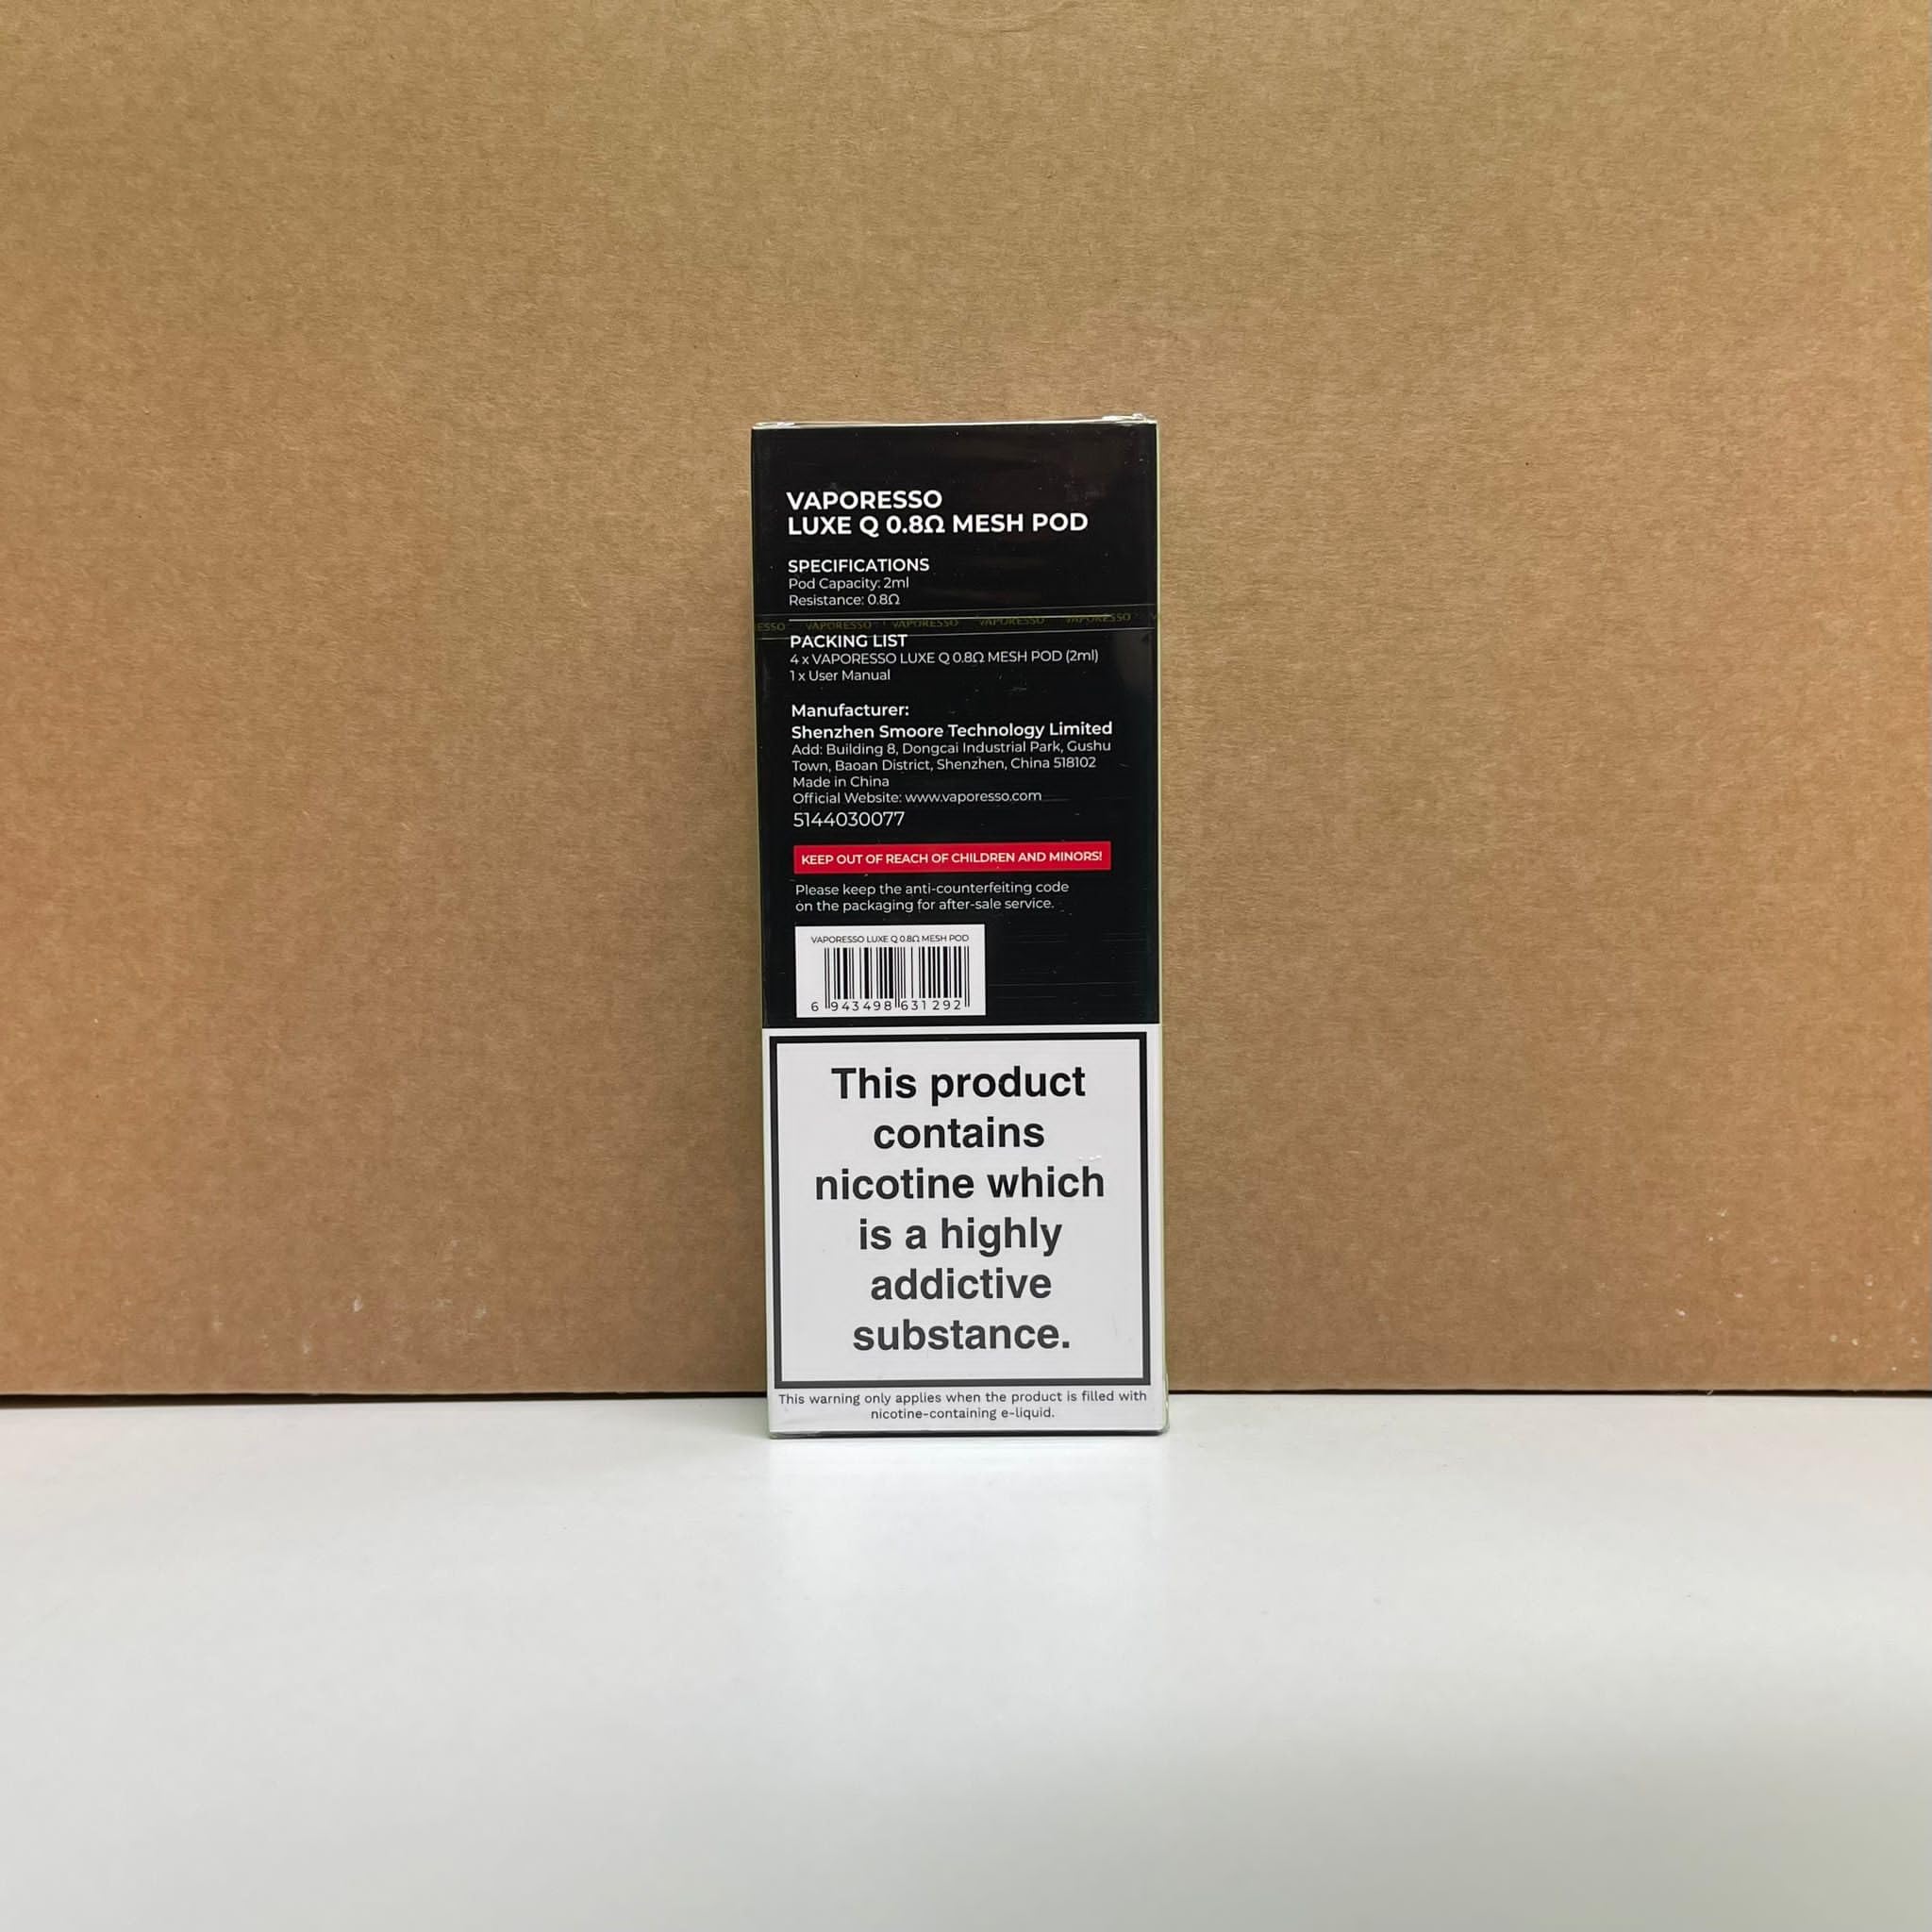 VAPORESSO
LUXE Q 0.8Ω MESH POD
SPECIFICATIONS
Pod Capacity: 2ml
Resistance: 0.8Ω
ESSO VAPORESSO VAPORESSO VAPORESSO VAPORESSO
PACKING LIST
4 x VAPORESSO LUXE Q 0.8Ω MESH POD (2ml)
1 x User Manual
Manufacturer:
Shenzhen Smoore Technology Limited
Add: Building 8, Dongcai Industrial Park, Gushu
Town, Baoan District, Shenzhen, China 518102
Made in China
Official Website: www.vaporesso.com
5144030077
KEEP OUT OF REACH OF CHILDREN AND MINORS!
Please keep the anti-counterfeiting code
on the packaging for after-sale service.
VAPORESSO LUXE Q 0.8Ω MESH POD
6 943498 631292
This product
contains
nicotine which
is a highly
addictive
substance.
This warning only applies when the product is filled with
nicotine-containing e-liquid.